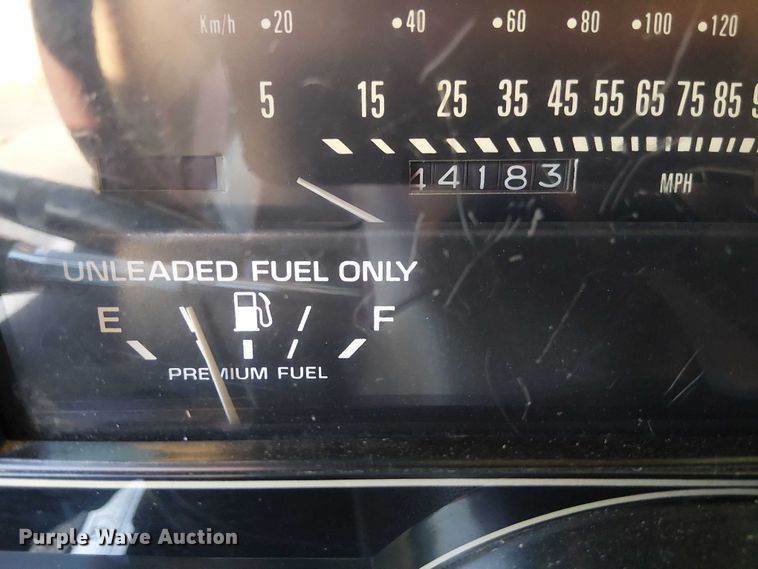 Km/h •20 •40 •60 •80 •100 •120
5 15 25 35 45 55 65 75 85
44183
MPH
UNLEADED FUEL ONLY
E F
PREMIUM FUEL
Purple Wave Auction